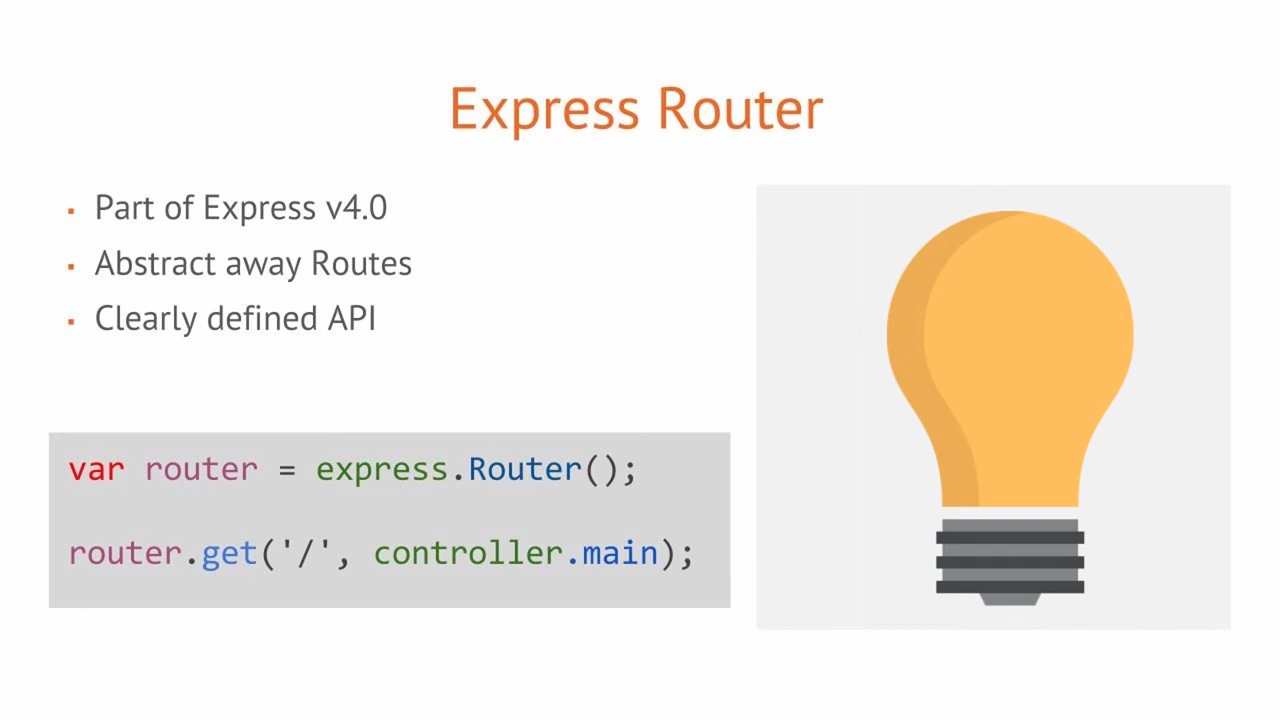 Express Router
▪ Part of Express v4.0
▪ Abstract away Routes
▪ Clearly defined API
var router = express.Router();
router.get('/', controller.main);